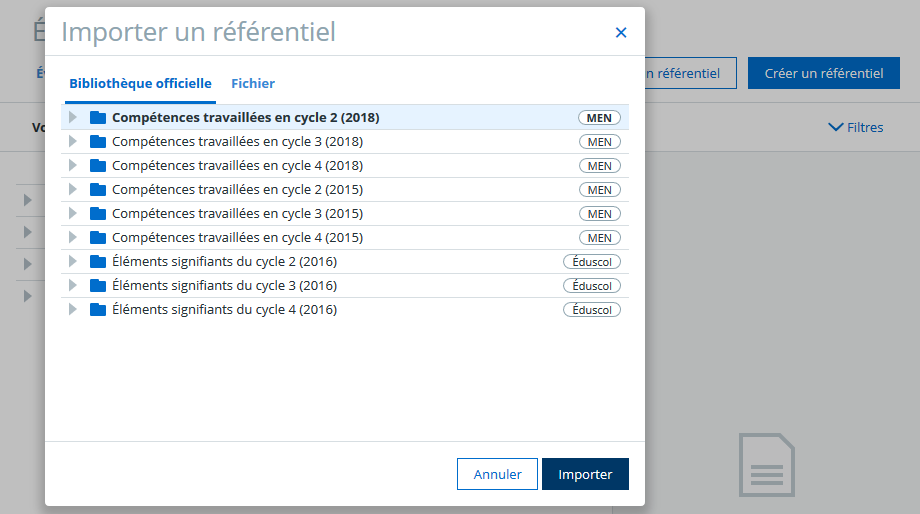 Importer un référentiel
×
n référentiel
Créer un référentiel
Bibliothèque officielle
Fichier
Filtres
Compétences travaillées en cycle 2 (2018) MEN
Compétences travaillées en cycle 3 (2018) MEN
Compétences travaillées en cycle 4 (2018) MEN
Compétences travaillées en cycle 2 (2015) MEN
Compétences travaillées en cycle 3 (2015) MEN
Compétences travaillées en cycle 4 (2015) MEN
Éléments signifiants du cycle 2 (2016) Éduscol
Éléments signifiants du cycle 3 (2016) Éduscol
Éléments signifiants du cycle 4 (2016) Éduscol
Annuler
Importer